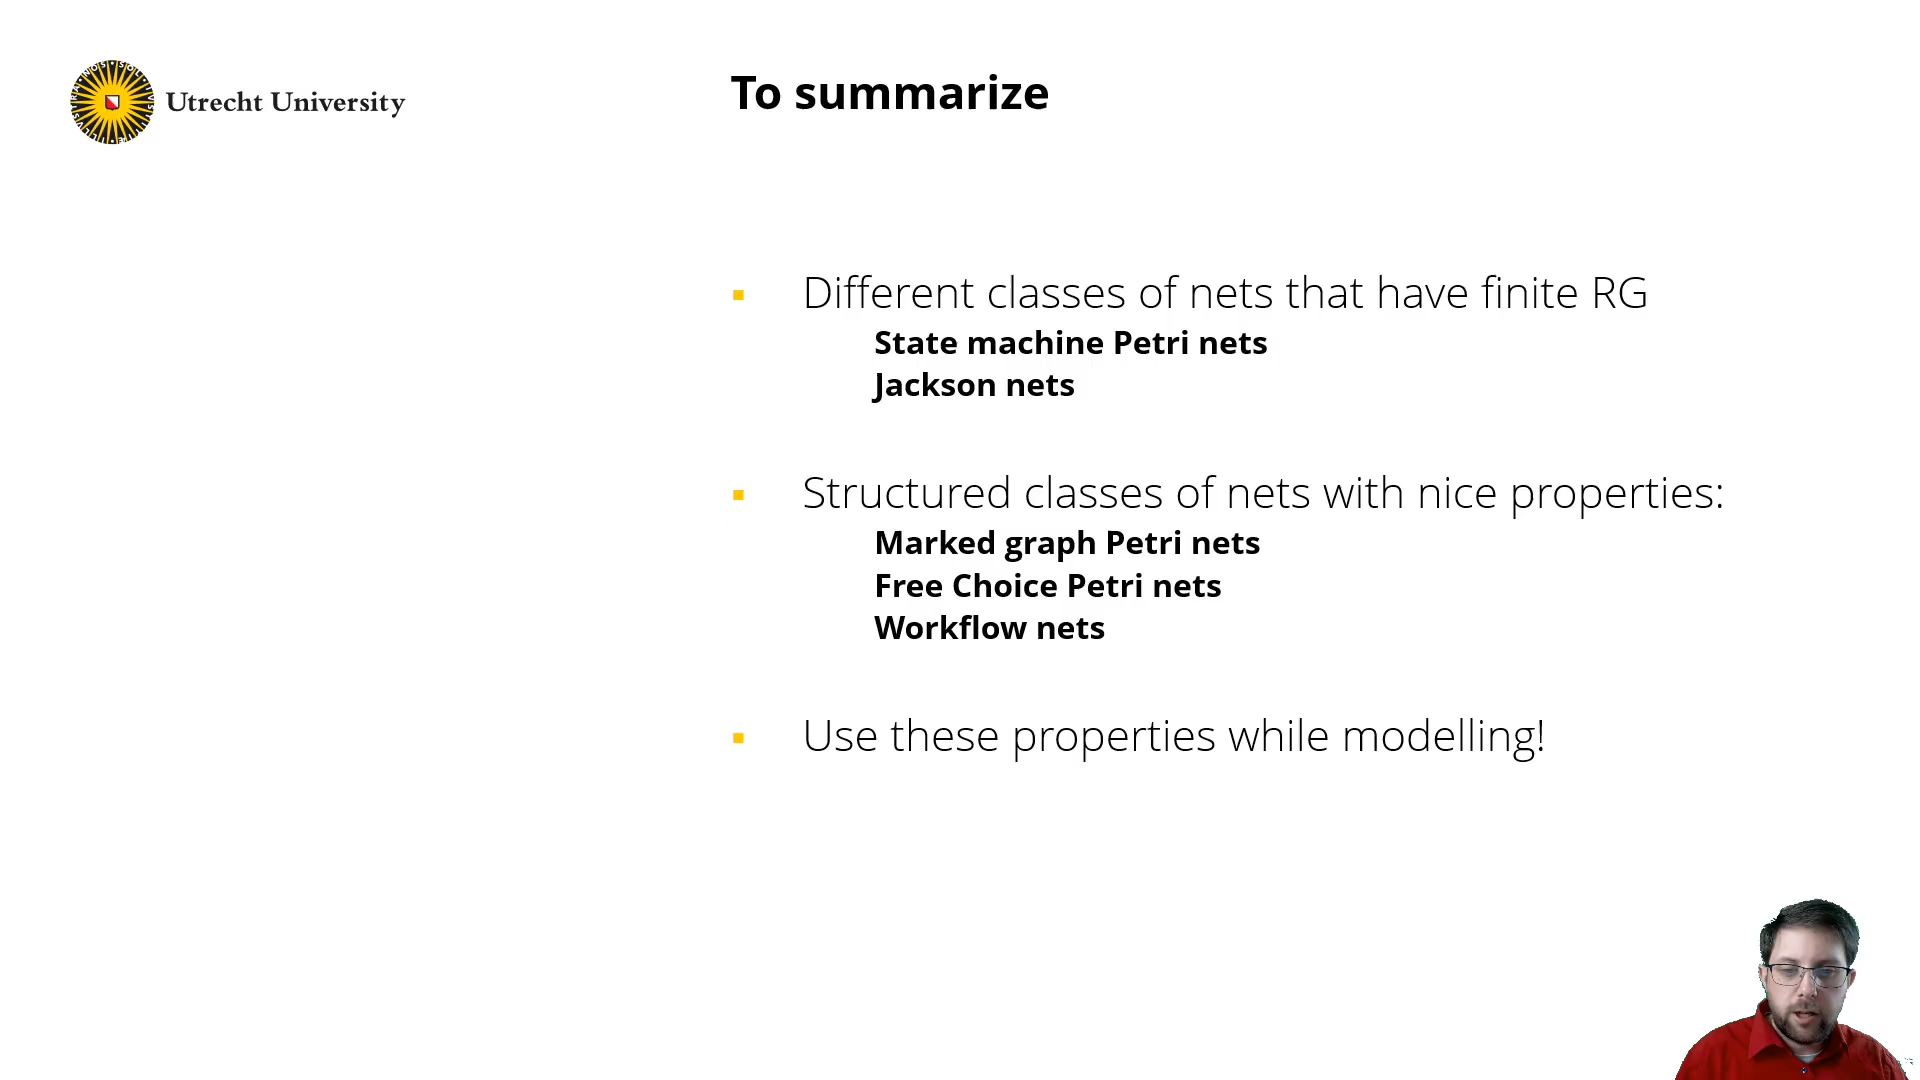 Utrecht University
To summarize
Different classes of nets that have finite RG
State machine Petri nets
Jackson nets
Structured classes of nets with nice properties:
Marked graph Petri nets
Free Choice Petri nets
Workflow nets
Use these properties while modelling!